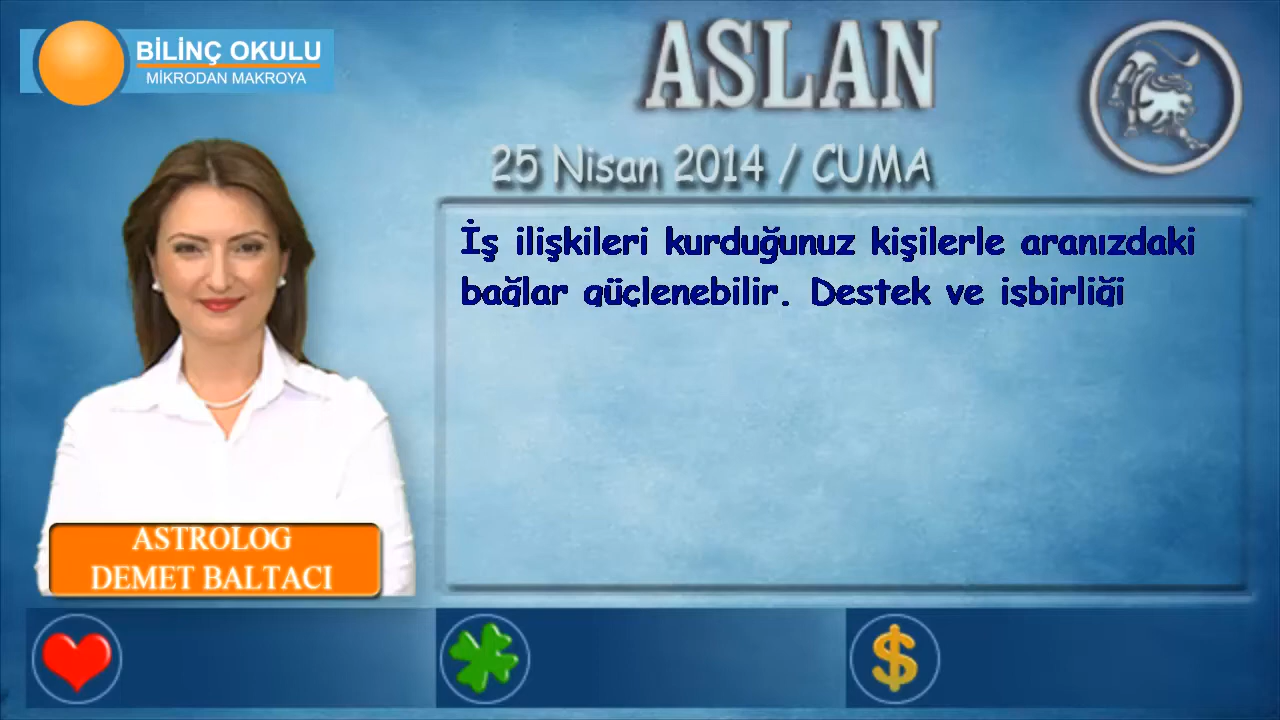 BİLİNÇ OKULU
MİKRODAN MAKROYA
ASLAN
25 Nisan 2014 / CUMA
İş ilişkileri kurduğunuz kişilerle aranızdaki
bağlar güçlenebilir. Destek ve işbirliği
ASTROLOG
DEMET BALTACI